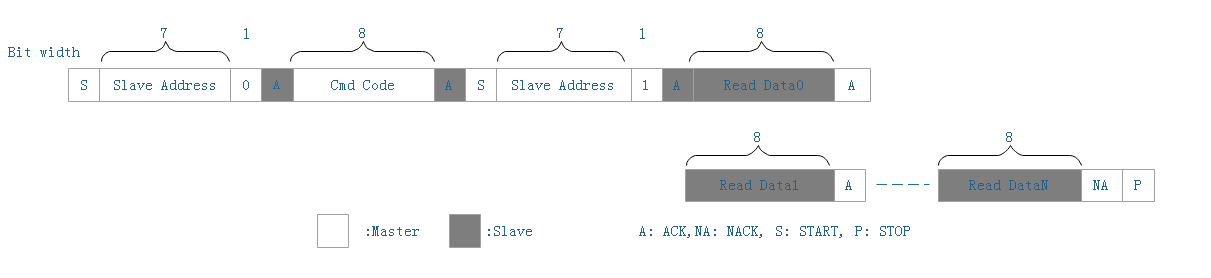 7 1 8 7 1 8
Bit width
S Slave Address 0 A Cmd Code A S Slave Address 1 A Read Data0 A
8 8
Read Data1 A Read DataN NA P
:Master :Slave A: ACK,NA: NACK, S: START, P: STOP